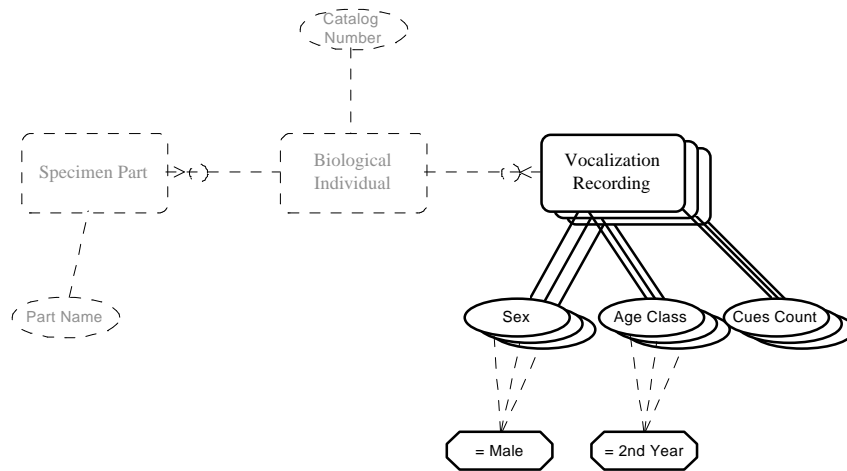 Catalog
Number
Specimen Part
Biological
Individual
Vocalization
Recording
Part Name
Sex
Age Class
Cues Count
= Male
= 2nd Year